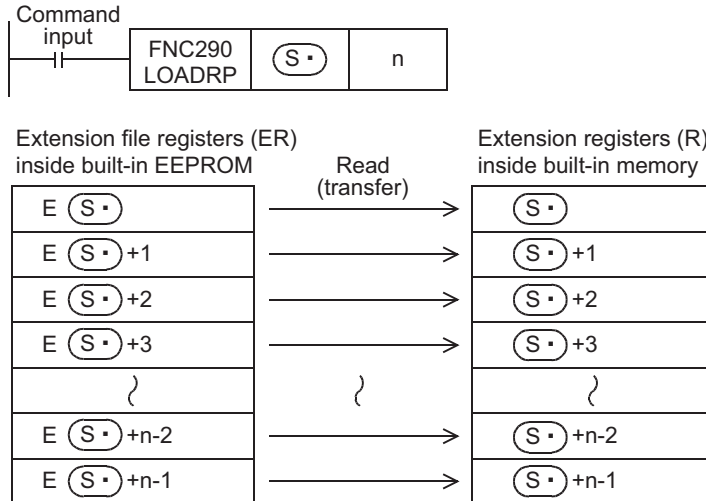 Command
input
FNC290
LOADRP
S・
n
Extension file registers (ER)
inside built-in EEPROM
Read
(transfer)
Extension registers (R)
inside built-in memory
E S・
S・
E S・+1
S・+1
E S・+2
S・+2
E S・+3
S・+3
E S・+n-2
S・+n-2
E S・+n-1
S・+n-1